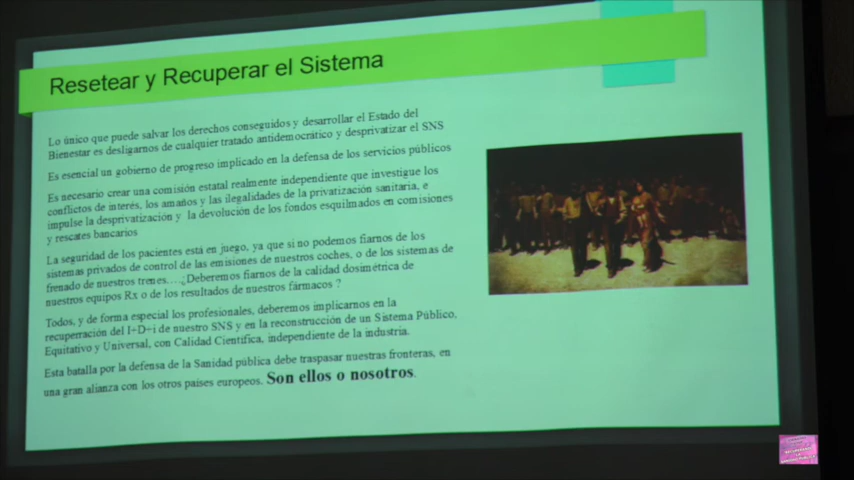 Resetear y Recuperar el Sistema
Lo único que puede salvar los derechos conseguidos y desarrollar el Estado del
Bienestar es desligarnos de cualquier tratado antidemocrático y desprivatizar el SNS
Es esencial un gobierno de progreso implicado en la defensa de los servicios públicos
Es necesario crear una comisión estatal realmente independiente que investigue los
conflictos de interés, los amaños y las ilegalidades de la privatización sanitaria, e
impulse la desprivatización y la devolución de los fondos esquilmados en comisiones
y rescates bancarios
La seguridad de los pacientes está en juego, ya que si no podemos fiarnos de los
sistemas privados de control de las emisiones de nuestros coches, o de los sistemas de
frenado de nuestros trenes….¿Deberemos fiarnos de la calidad dosimétrica de
nuestros equipos Rx o de los resultados de nuestros fármacos ?
Todos, y de forma especial los profesionales, deberemos implicarnos en la
recuperración del I+D+i de nuestro SNS y en la reconstrucción de un Sistema Público,
Equitativo y Universal, con Calidad Científica, independiente de la industria.
Esta batalla por la defensa de la Sanidad pública debe traspasar nuestras fronteras, en
una gran alianza con los otros países europeos. Son ellos o nosotros.